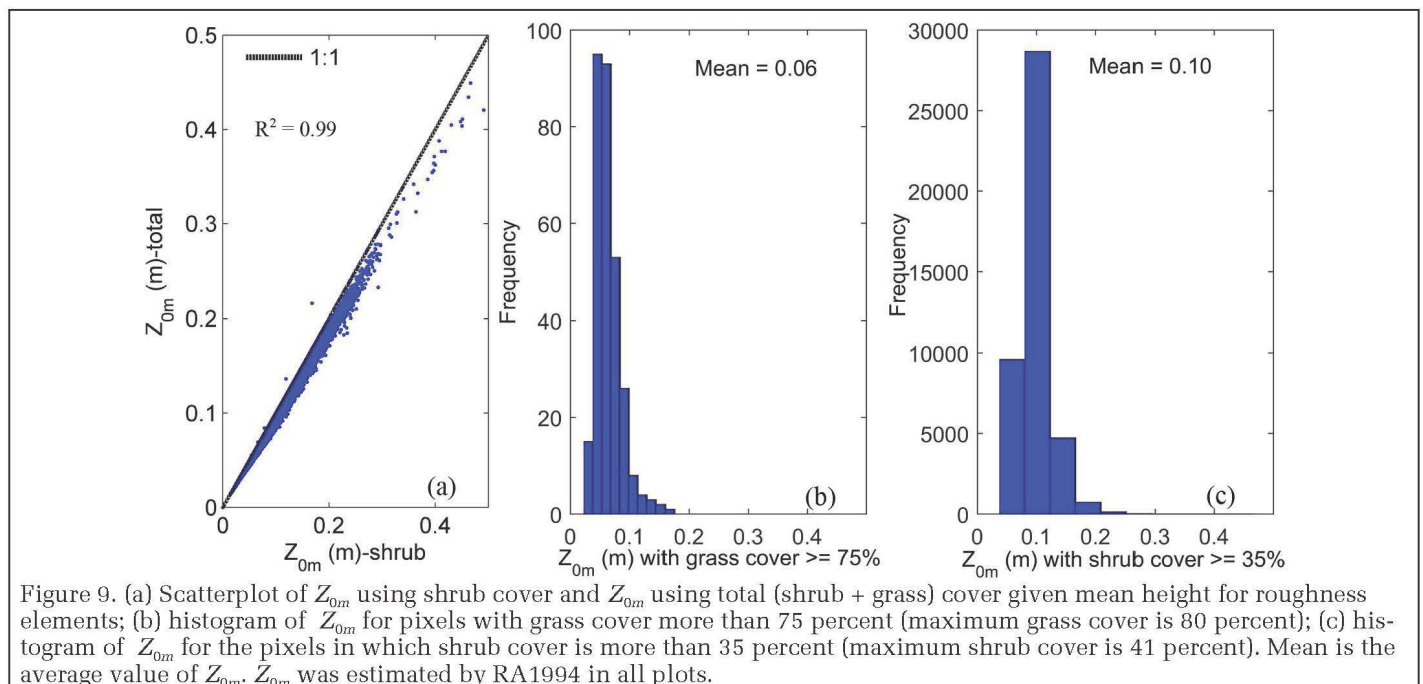 0.5
0.4
0.3
0.2
0.1
0
0 0.2 0.4
1:1
R² = 0.99
(a)
Z0m (m)-total
Z0m (m)-shrub
100
80
60
40
20
0
0 0.1 0.2 0.3 0.4
Mean = 0.06
(b)
Frequency
Z0m (m) with grass cover >= 75%
30000
25000
20000
15000
10000
5000
0
0 0.1 0.2 0.3 0.4
Mean = 0.10
(c)
Frequency
Z0m (m) with shrub cover >= 35%
Figure 9. (a) Scatterplot of Z0m using shrub cover and Z0m using total (shrub + grass) cover given mean height for roughness
elements; (b) histogram of Z0m for pixels with grass cover more than 75 percent (maximum grass cover is 80 percent); (c) his-
togram of Z0m for the pixels in which shrub cover is more than 35 percent (maximum shrub cover is 41 percent). Mean is the
average value of Z0m. Z0m was estimated by RA1994 in all plots.